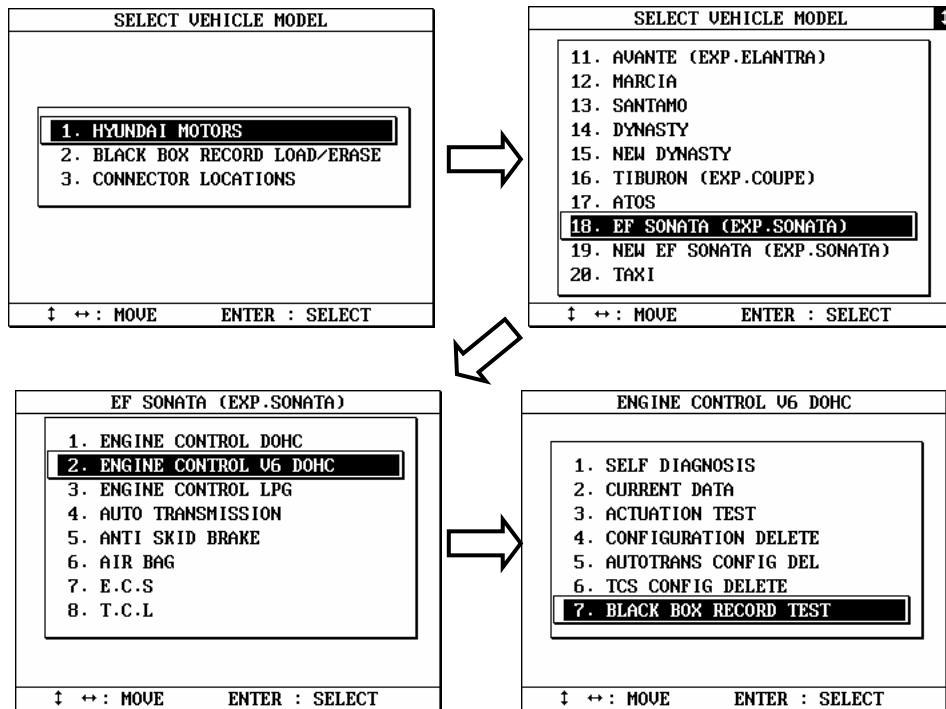 SELECT VEHICLE MODEL
1. HYUNDAI MOTORS
2. BLACK BOX RECORD LOAD/ERASE
3. CONNECTOR LOCATIONS
↕ ↔: MOVE ENTER : SELECT
SELECT VEHICLE MODEL ↕
11. AVANTE (EXP.ELANTRA)
12. MARCIA
13. SANTAMO
14. DYNASTY
15. NEW DYNASTY
16. TIBURON (EXP.COUPE)
17. ATOS
18. EF SONATA (EXP.SONATA)
19. NEW EF SONATA (EXP.SONATA)
20. TAXI
↕ ↔: MOVE ENTER : SELECT
EF SONATA (EXP.SONATA)
1. ENGINE CONTROL DOHC
2. ENGINE CONTROL V6 DOHC
3. ENGINE CONTROL LPG
4. AUTO TRANSMISSION
5. ANTI SKID BRAKE
6. AIR BAG
7. E.C.S
8. T.C.L
↕ ↔: MOVE ENTER : SELECT
ENGINE CONTROL V6 DOHC
1. SELF DIAGNOSIS
2. CURRENT DATA
3. ACTUATION TEST
4. CONFIGURATION DELETE
5. AUTOTRANS CONFIG DEL
6. TCS CONFIG DELETE
7. BLACK BOX RECORD TEST
↕ ↔: MOVE ENTER : SELECT